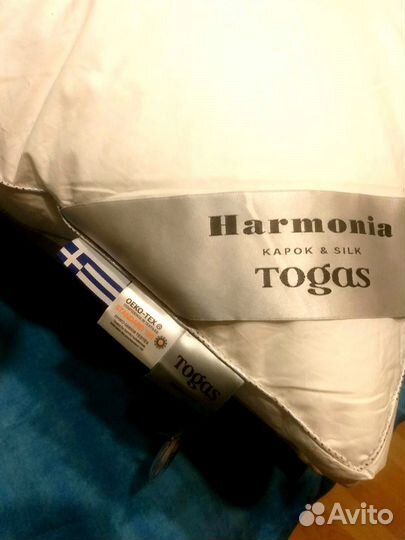 Harmonia
KAPOK & SILK
TOGAS
OEKO-TEX®
TOGAS
Avito